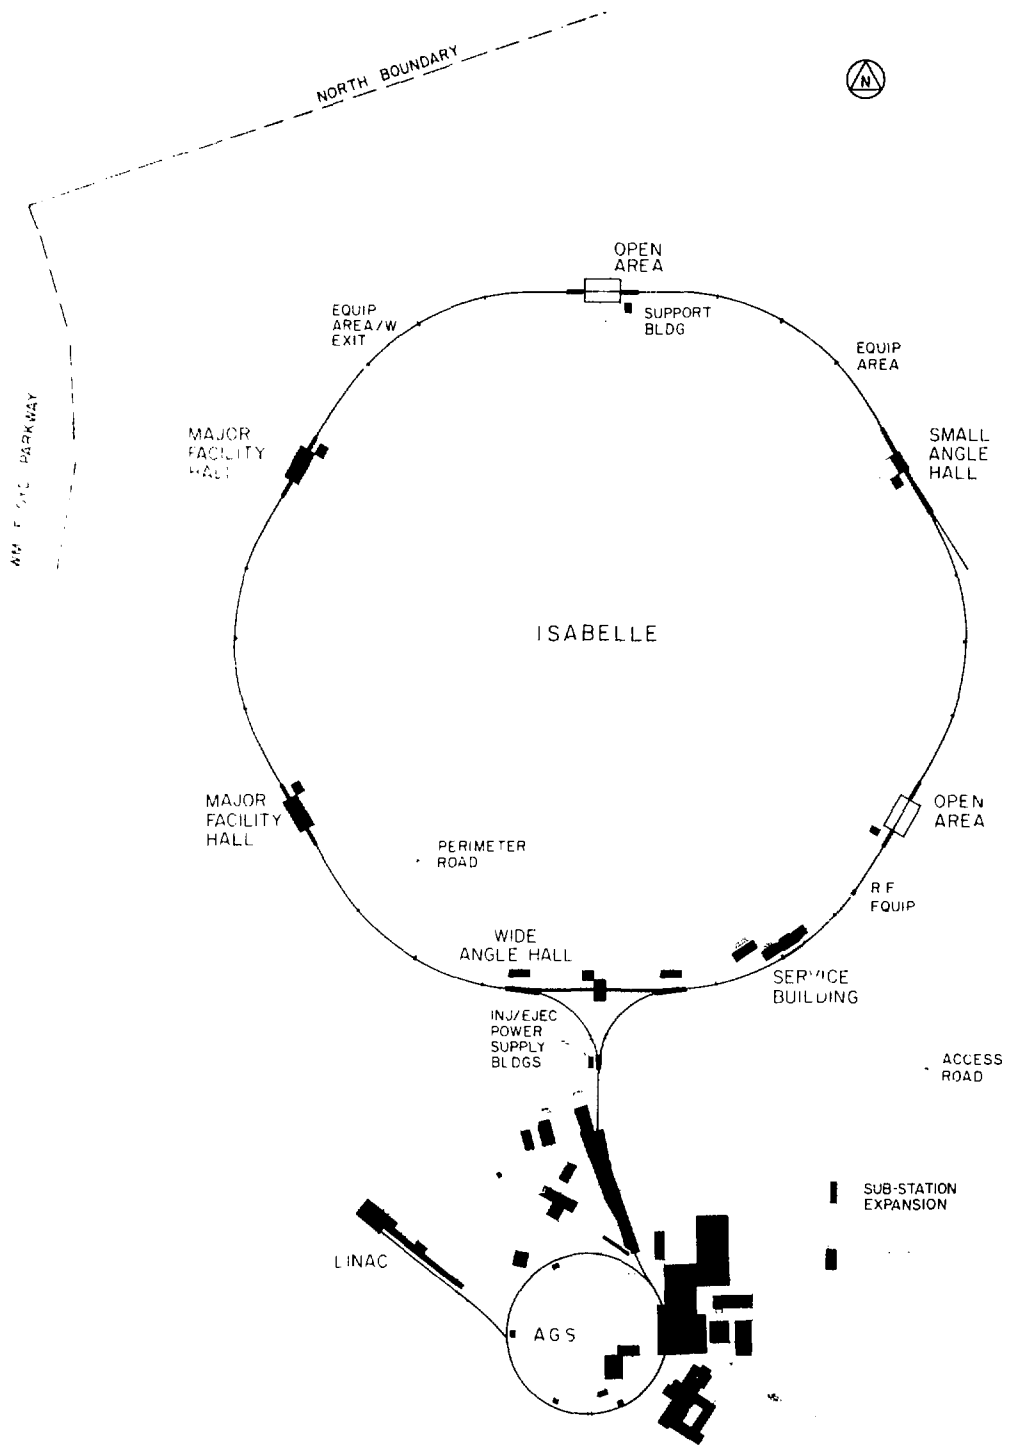 NORTH BOUNDARY
N
OPEN
AREA
EQUIP
AREA/W
EXIT
SUPPORT
BLDG
EQUIP
AREA
PARKWAY
MAJOR
FACILITY
HALL
SMALL
ANGLE
HALL
ISABELLE
MAJOR
FACILITY
HALL
OPEN
AREA
PERIMETER
ROAD
RF
EQUIP
WIDE
ANGLE HALL
SERVICE
BUILDING
INJ/EJEC
POWER
SUPPLY
BLDGS
ACCESS
ROAD
SUB-STATION
EXPANSION
LINAC
AGS